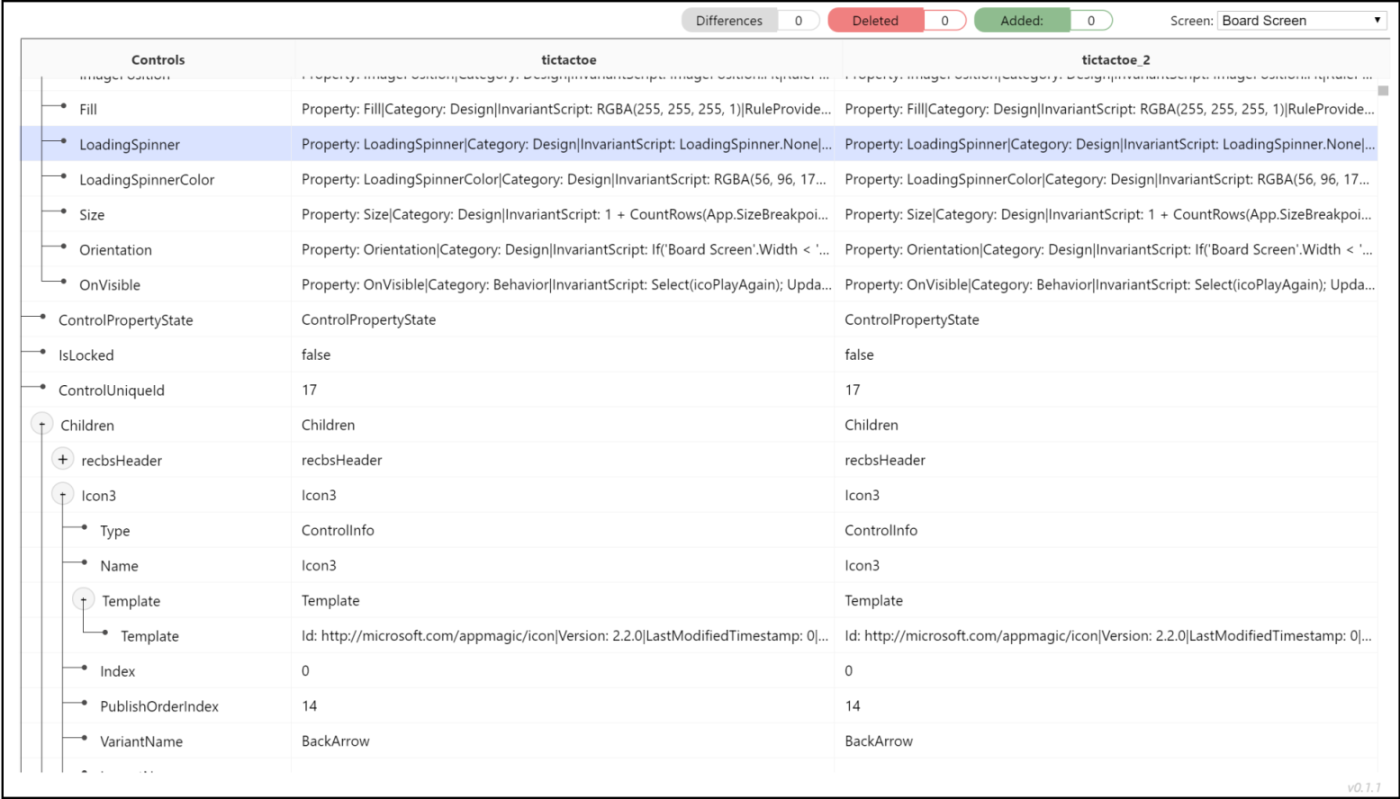 Differences 0 Deleted 0 Added: 0 Screen: Board Screen
Controls tictactoe tictactoe_2
Fill Property: Fill|Category: Design|InvariantScript: RGBA(255, 255, 255, 1)|RuleProvide... Property: Fill|Category: Design|InvariantScript: RGBA(255, 255, 255, 1)|RuleProvide...
LoadingSpinner Property: LoadingSpinner|Category: Design|InvariantScript: LoadingSpinner.None|... Property: LoadingSpinner|Category: Design|InvariantScript: LoadingSpinner.None|...
LoadingSpinnerColor Property: LoadingSpinnerColor|Category: Design|InvariantScript: RGBA(56, 96, 17... Property: LoadingSpinnerColor|Category: Design|InvariantScript: RGBA(56, 96, 17...
Size Property: Size|Category: Design|InvariantScript: 1 + CountRows(App.SizeBreakpoi... Property: Size|Category: Design|InvariantScript: 1 + CountRows(App.SizeBreakpoi...
Orientation Property: Orientation|Category: Design|InvariantScript: If('Board Screen'.Width < '... Property: Orientation|Category: Design|InvariantScript: If('Board Screen'.Width < '...
OnVisible Property: OnVisible|Category: Behavior|InvariantScript: Select(icoPlayAgain); Upda... Property: OnVisible|Category: Behavior|InvariantScript: Select(icoPlayAgain); Upda...
ControlPropertyState ControlPropertyState ControlPropertyState
IsLocked false false
ControlUniqueId 17 17
Children Children Children
+ recbsHeader recbsHeader recbsHeader
Icon3 Icon3 Icon3
Type ControlInfo ControlInfo
Name Icon3 Icon3
Template Template Template
Template Id: http://microsoft.com/appmagic/icon|Version: 2.2.0|LastModifiedTimestamp: 0|... Id: http://microsoft.com/appmagic/icon|Version: 2.2.0|LastModifiedTimestamp: 0|...
Index 0 0
PublishOrderIndex 14 14
VariantName BackArrow BackArrow
v0.1.1